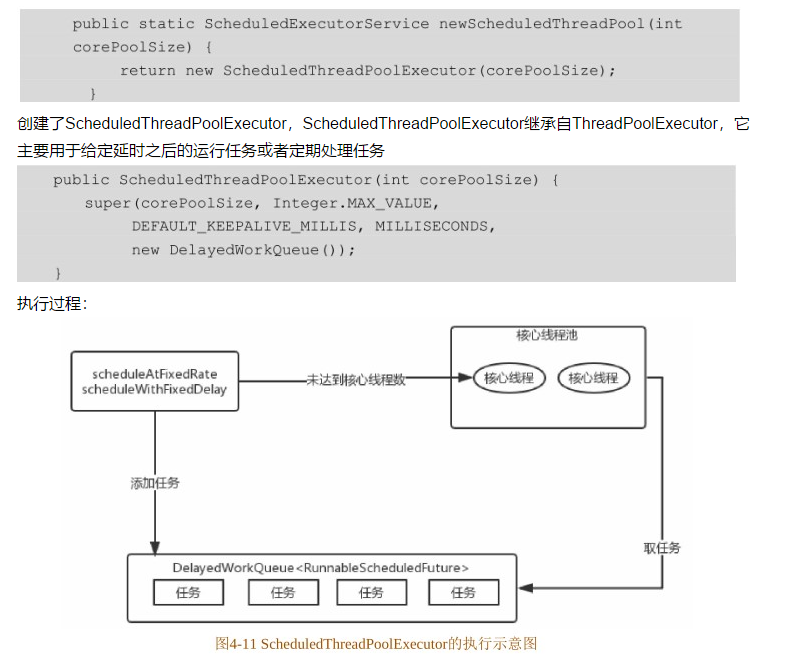 public static ScheduledExecutorService newScheduledThreadPool(int
corePoolSize) {
return new ScheduledThreadPoolExecutor(corePoolSize);
}
创建了ScheduledThreadPoolExecutor，ScheduledThreadPoolExecutor继承自ThreadPoolExecutor，它
主要用于给定延时之后的运行任务或者定期处理任务
public ScheduledThreadPoolExecutor(int corePoolSize) {
super(corePoolSize, Integer.MAX_VALUE,
DEFAULT_KEEPALIVE_MILLIS, MILLISECONDS,
new DelayedWorkQueue());
}
执行过程：
核心线程池
scheduleAtFixedRate
scheduleWithFixedDelay
未达到核心线程数
核心线程
核心线程
添加任务
取任务
DelayedWorkQueue<RunnableScheduledFuture>
任务
任务
任务
任务
图4-11 ScheduledThreadPoolExecutor的执行示意图